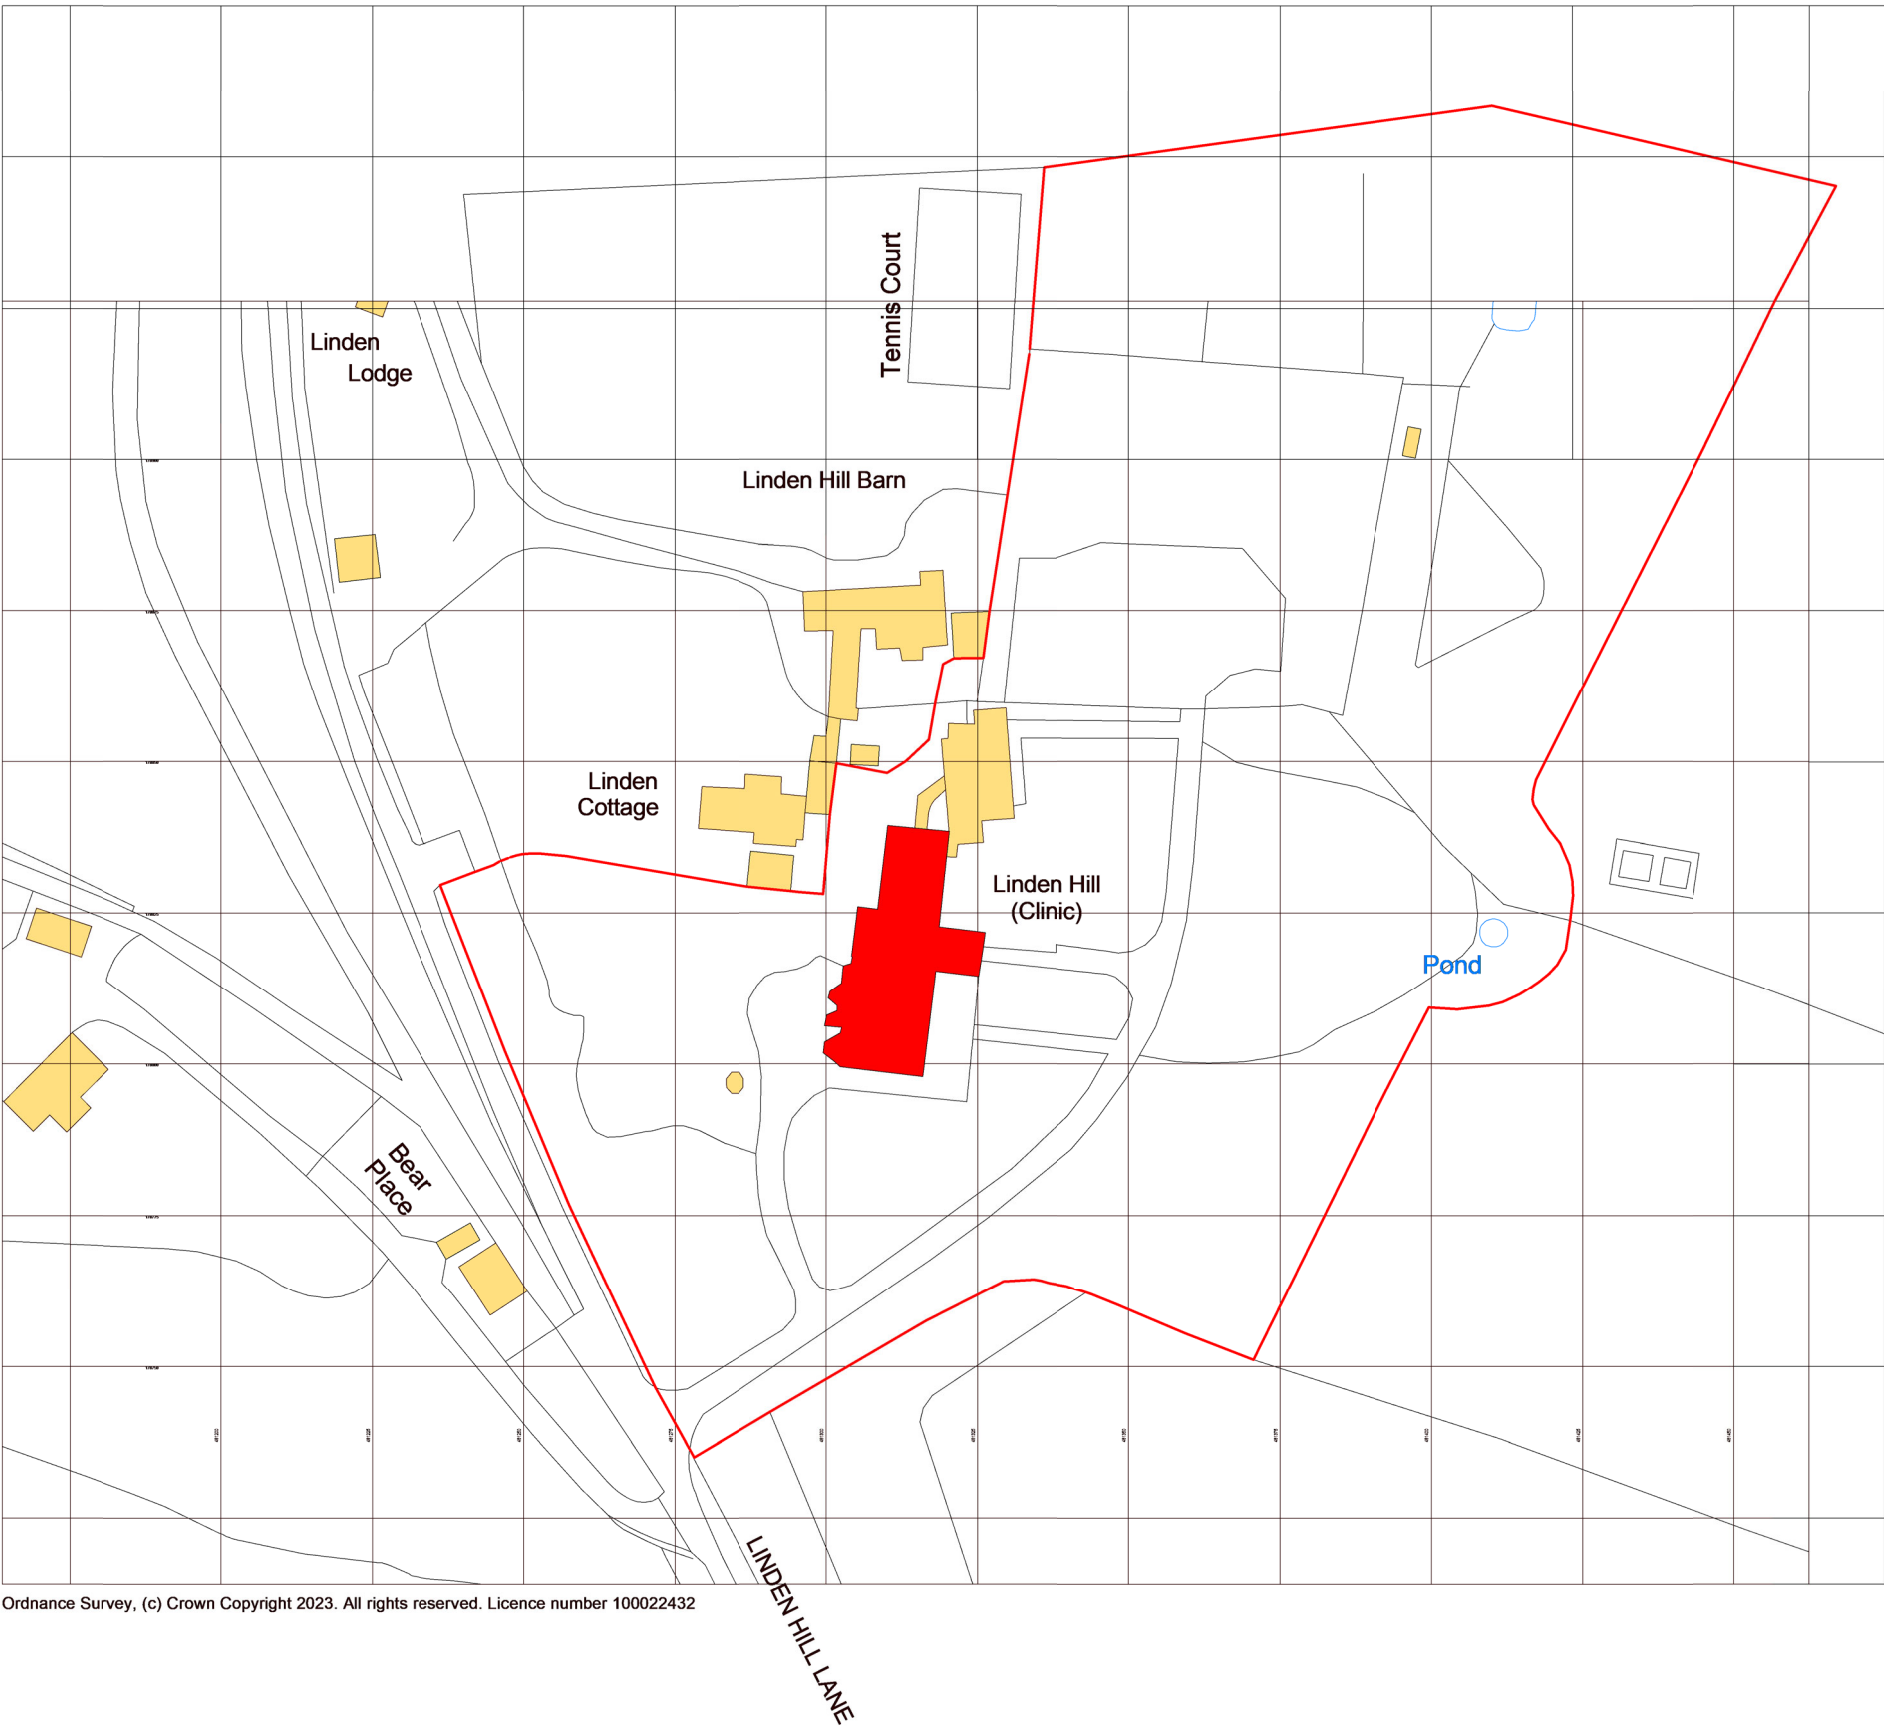 Tennis Court
Linden
Lodge
Linden Hill Barn
Linden
Cottage
Linden Hill
(Clinic)
Pond
Bear
Place
LINDEN HILL LANE
Ordnance Survey, (c) Crown Copyright 2023. All rights reserved. Licence number 100022432